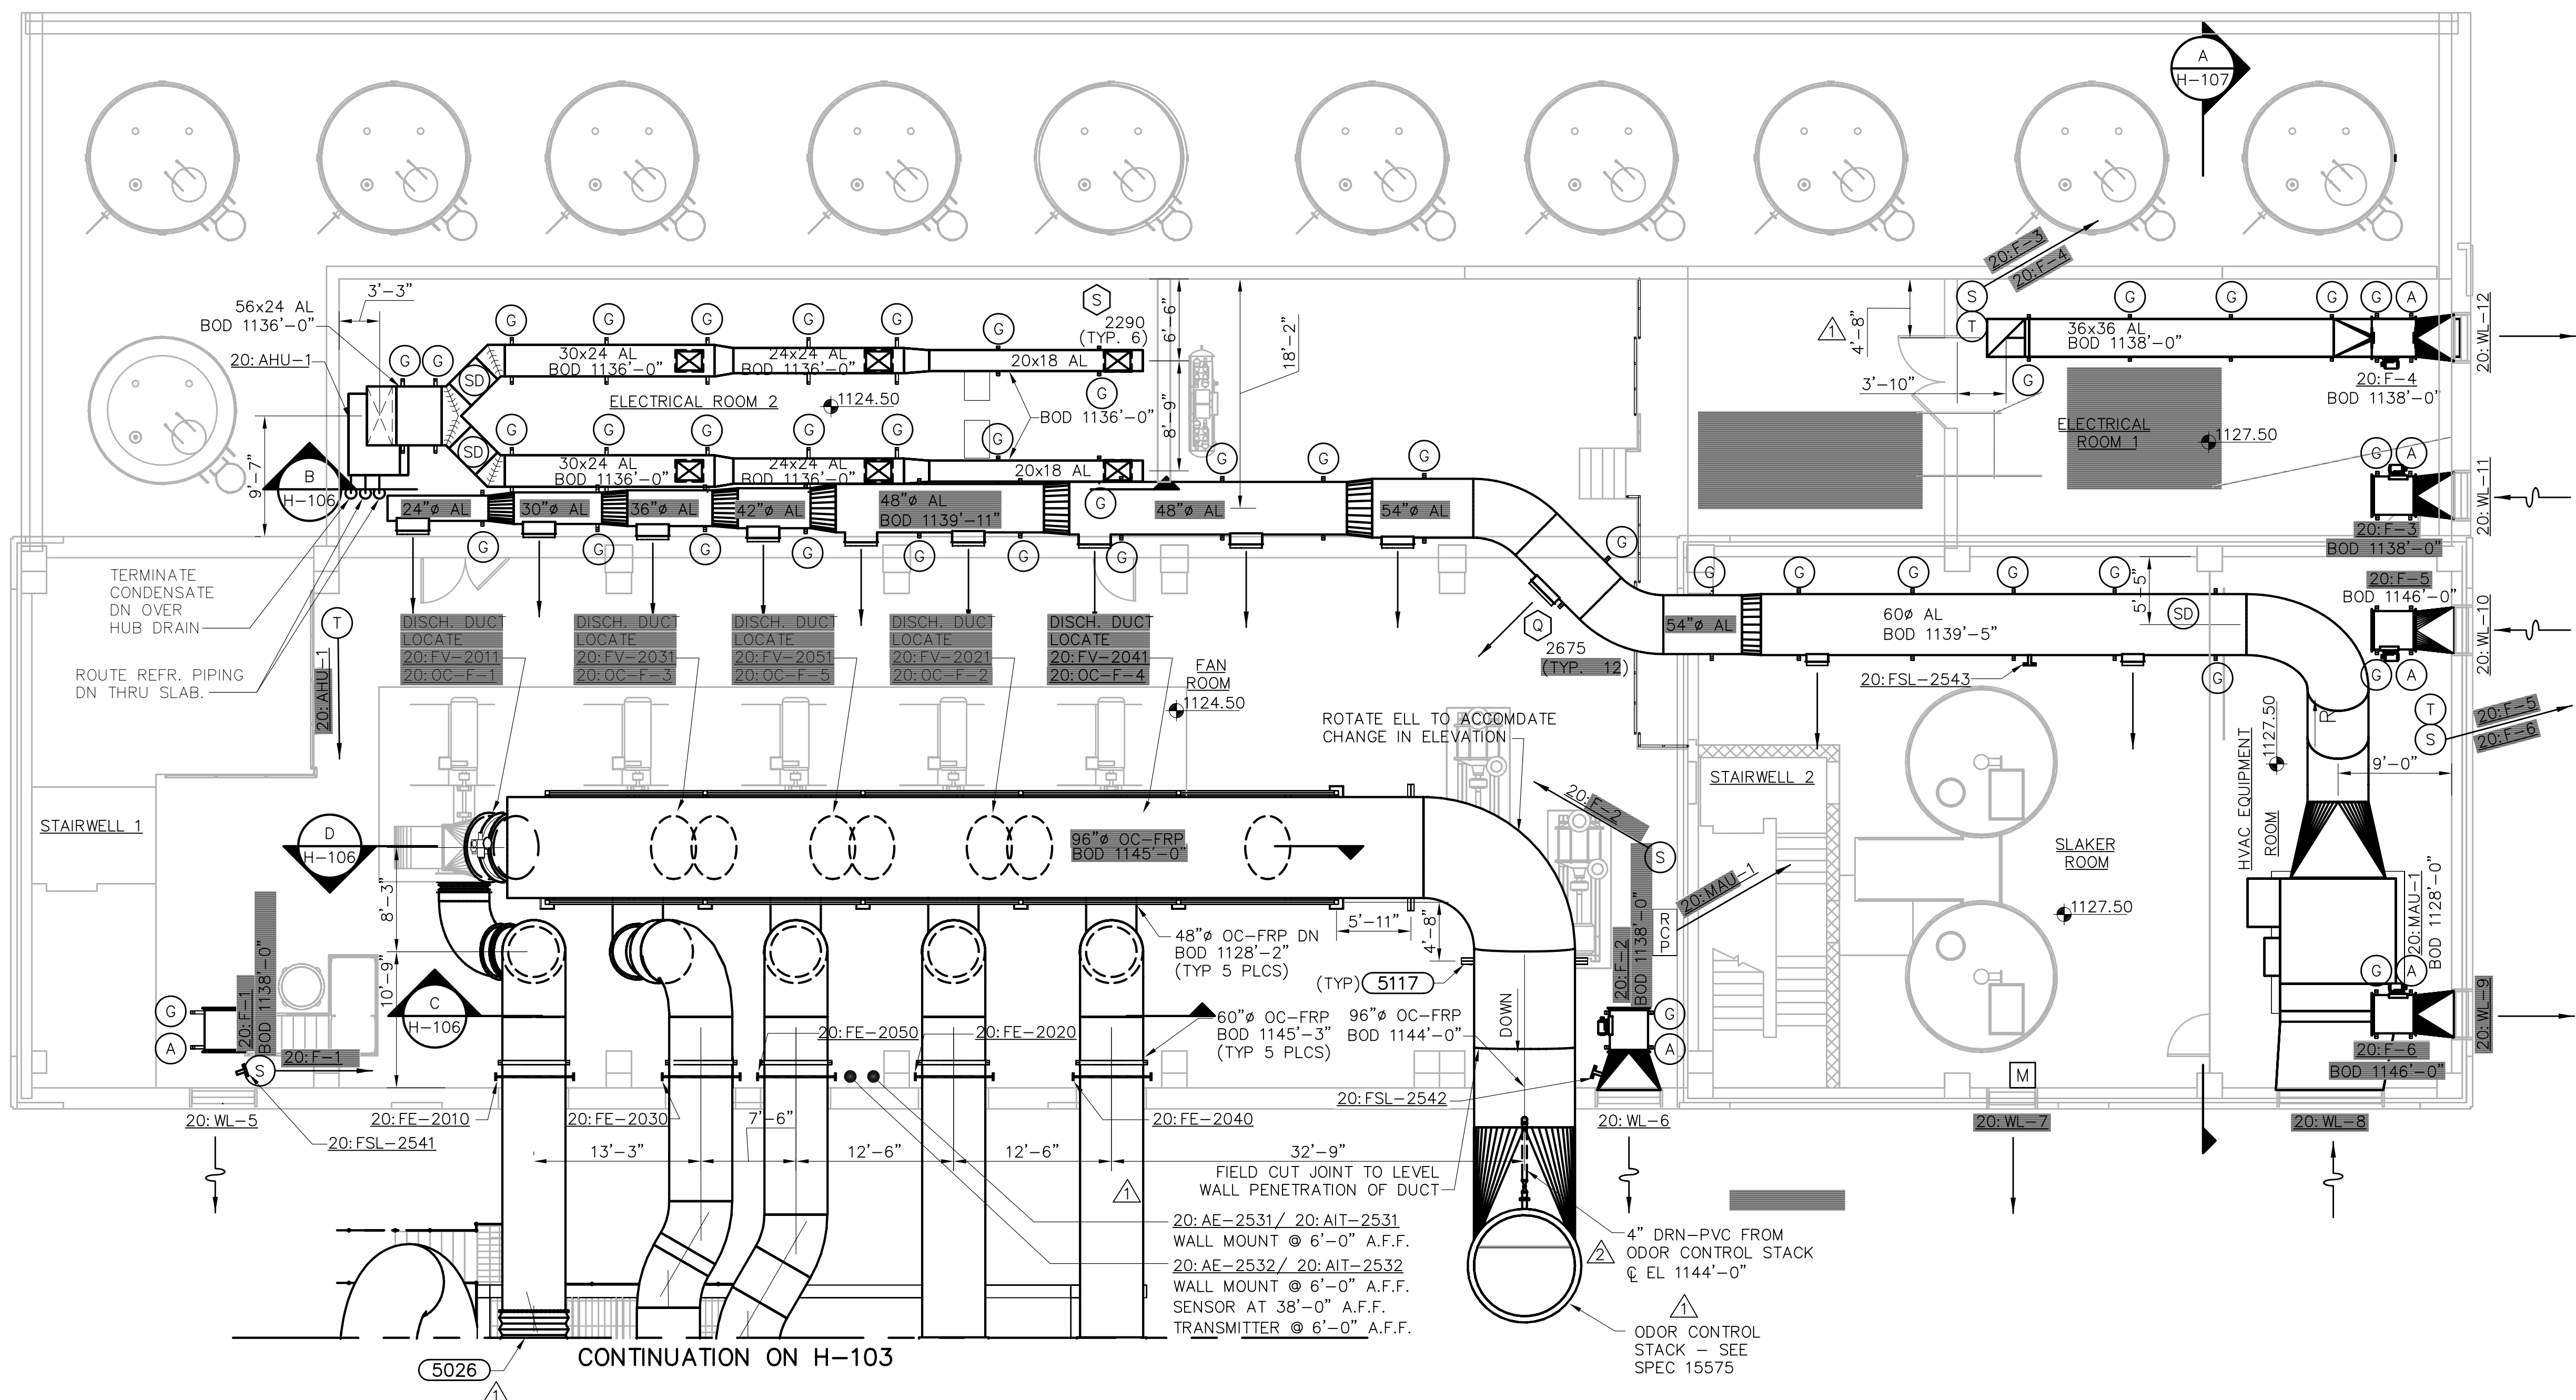 A
H-107
3'-3"
56x24 AL
BOD 1136'-0"
20:AHU-1
G
G
G
G
G
G
G
G
S
2290
(TYP. 6)
6'-6"
18'-2"
30x24 AL
BOD 1136'-0"
24x24 AL
BOD 1136'-0"
20x18 AL
SD
G
ELECTRICAL ROOM 2
1124.50
BOD 1136'-0"
8'-9"
SD
G
G
G
G
G
G
30x24 AL
BOD 1136'-0"
24x24 AL
BOD 1136'-0"
20x18 AL
9'-7"
B
H-106
20:F-3
20:F-4
S
T
G
G
G
G
A
1
4'-8"
36x36 AL
BOD 1138'-0"
3'-10"
G
20:F-4
BOD 1138'-0"
20:WL-12
ELECTRICAL
ROOM 1
1127.50
G
A
20:F-3
BOD 1138'-0"
20:WL-11
24"ø AL
30"ø AL
36"ø AL
42"ø AL
48"ø AL
BOD 1139'-11"
G
48"ø AL
54"ø AL
G
G
G
G
G
G
G
G
G
G
G
TERMINATE
CONDENSATE
DN OVER
HUB DRAIN
ROUTE REFR. PIPING
DN THRU SLAB.
T
20:AHU-1
DISCH. DUCT
LOCATE
20:FV-2011
20:OC-F-1
DISCH. DUCT
LOCATE
20:FV-2031
20:OC-F-3
DISCH. DUCT
LOCATE
20:FV-2051
20:OC-F-5
DISCH. DUCT
LOCATE
20:FV-2021
20:OC-F-2
DISCH. DUCT
LOCATE
20:FV-2041
20:OC-F-4
FAN
ROOM
1124.50
Q
2675
(TYP. 12)
G
G
G
G
G
5'-5"
54"ø AL
60ø AL
BOD 1139'-5"
SD
20:FSL-2543
G
20:F-5
BOD 1146'-0"
20:WL-10
G
A
T
S
20:F-5
20:F-6
R
HVAC EQUIPMENT
ROOM
1127.50
9'-0"
ROTATE ELL TO ACCOMDATE
CHANGE IN ELEVATION
STAIRWELL 1
D
H-106
96"ø OC-FRP
BOD 1145'-0"
8'-3"
10'-9"
20:F-2
S
20:F-2
BOD 1138'-0"
RCP
20:MAU-1
STAIRWELL 2
SLAKER
ROOM
1127.50
20:MAU-1
BOD 1128'-0"
G
A
20:F-6
BOD 1146'-0"
20:WL-9
20:F-1
BOD 1138'-0"
G
A
S
20:F-1
C
H-106
48"ø OC-FRP DN
BOD 1128'-2"
(TYP 5 PLCS)
5'-11"
4'-8"
(TYP)
5117
60"ø OC-FRP
BOD 1145'-3"
(TYP 5 PLCS)
96"ø OC-FRP
BOD 1144'-0"
DOWN
G
A
20:FE-2050
20:FE-2020
20:FE-2010
20:FE-2030
20:FE-2040
20:FSL-2542
20:WL-5
20:FSL-2541
20:WL-6
M
20:WL-7
20:WL-8
13'-3"
7'-6"
12'-6"
12'-6"
32'-9"
FIELD CUT JOINT TO LEVEL
WALL PENETRATION OF DUCT
1
20:AE-2531/ 20:AIT-2531
WALL MOUNT @ 6'-0" A.F.F.
20:AE-2532/ 20:AIT-2532
WALL MOUNT @ 6'-0" A.F.F.
SENSOR AT 38'-0" A.F.F.
TRANSMITTER @ 6'-0" A.F.F.
2
4" DRN-PVC FROM
ODOR CONTROL STACK
℄ EL 1144'-0"
1
ODOR CONTROL
STACK - SEE
SPEC 15575
CONTINUATION ON H-103
5026
1